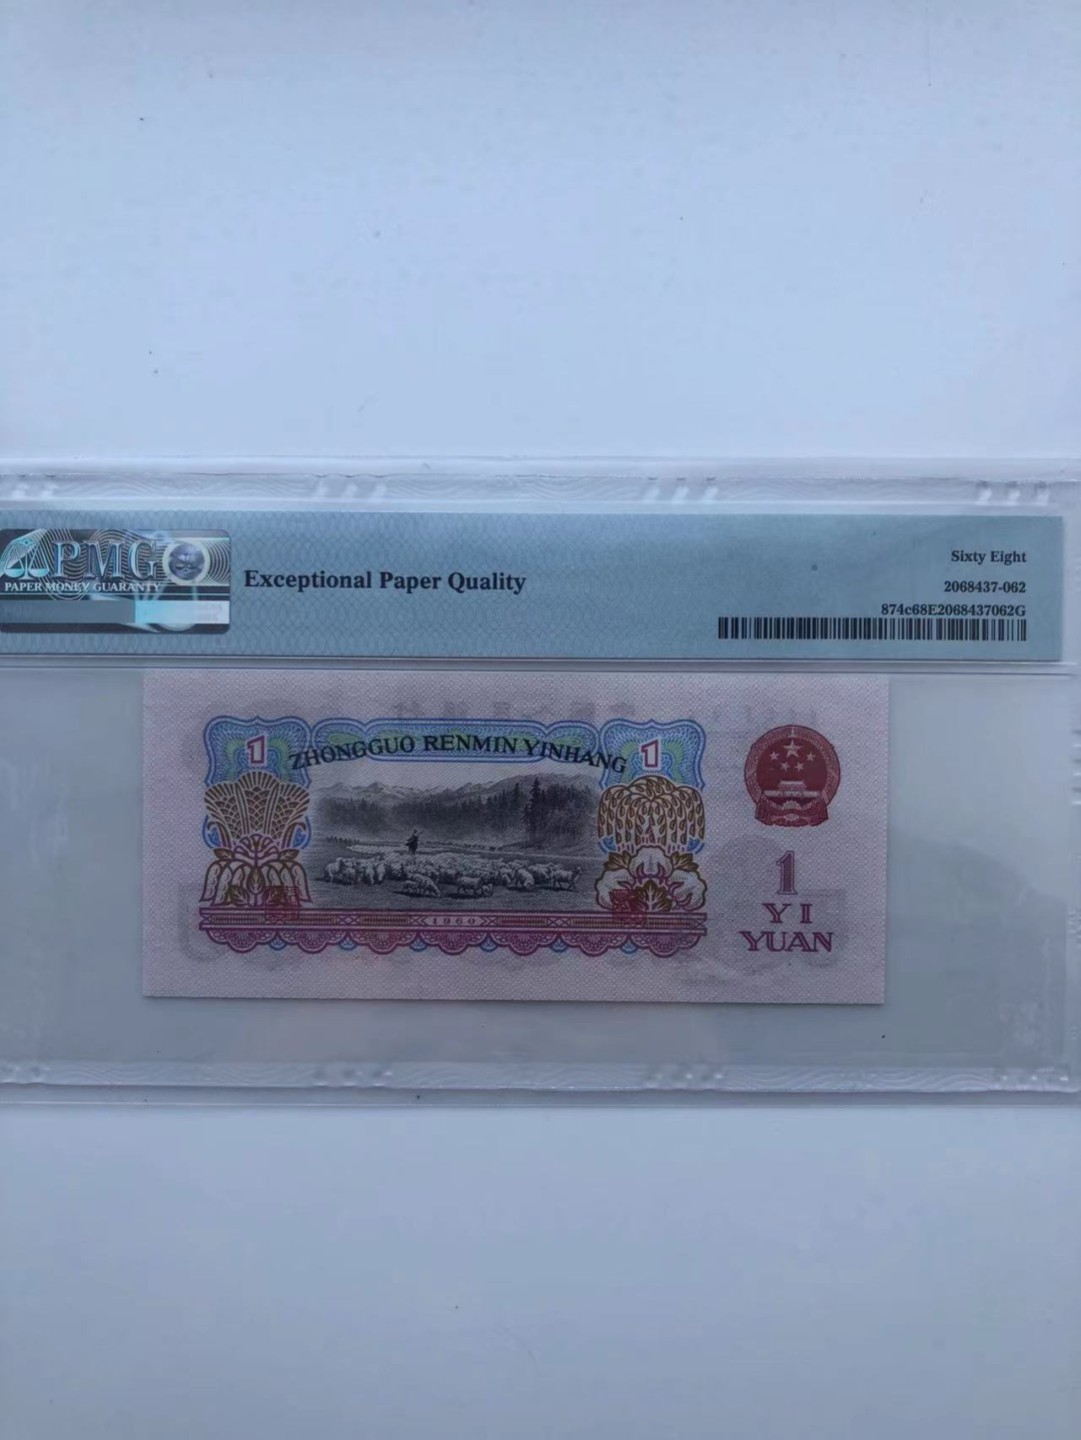 PMG
PAPER MONEY GUARANTY
Exceptional Paper Quality
Sixty Eight
2068437-062
874c68E2068437062G
1
ZHONGGUO RENMIN YINHANG
1
1960
1
YI
YUAN